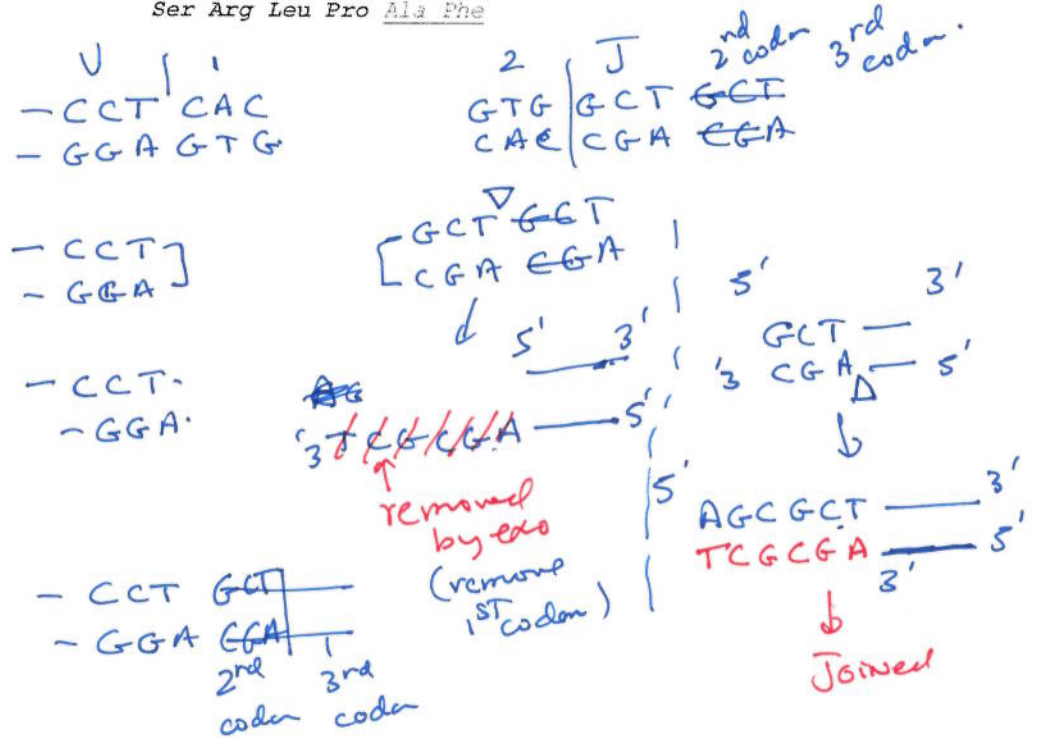 Ser Arg Leu Pro Ala Phe
V 1
- CCT CAC
- GGA GTG
2 J 2nd codon 3rd codon.
GTG GCT GCT
CAC CGA CGA
- CCT
- GGA
GCT GCT
CGA CGA
5' 3'
GCT —
'3 CGA — 5'
- CCT
- GGA
5' 3'
'3 TCGCGA — 5'
removed
by exo
(remove
1ST codon)
5' AGCGCT — 3'
TCGCGA — 5'
3'
Joined
- CCT GCT
- GGA CGA
2nd codon
3rd codon